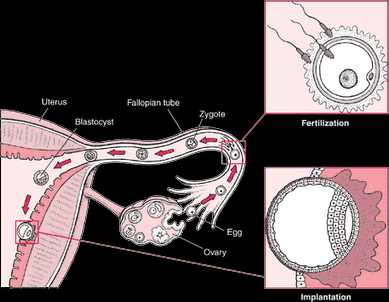 Uterus
Fallopian tube
Zygote
Blastocyst
Fertilization
Egg
Ovary
Implantation